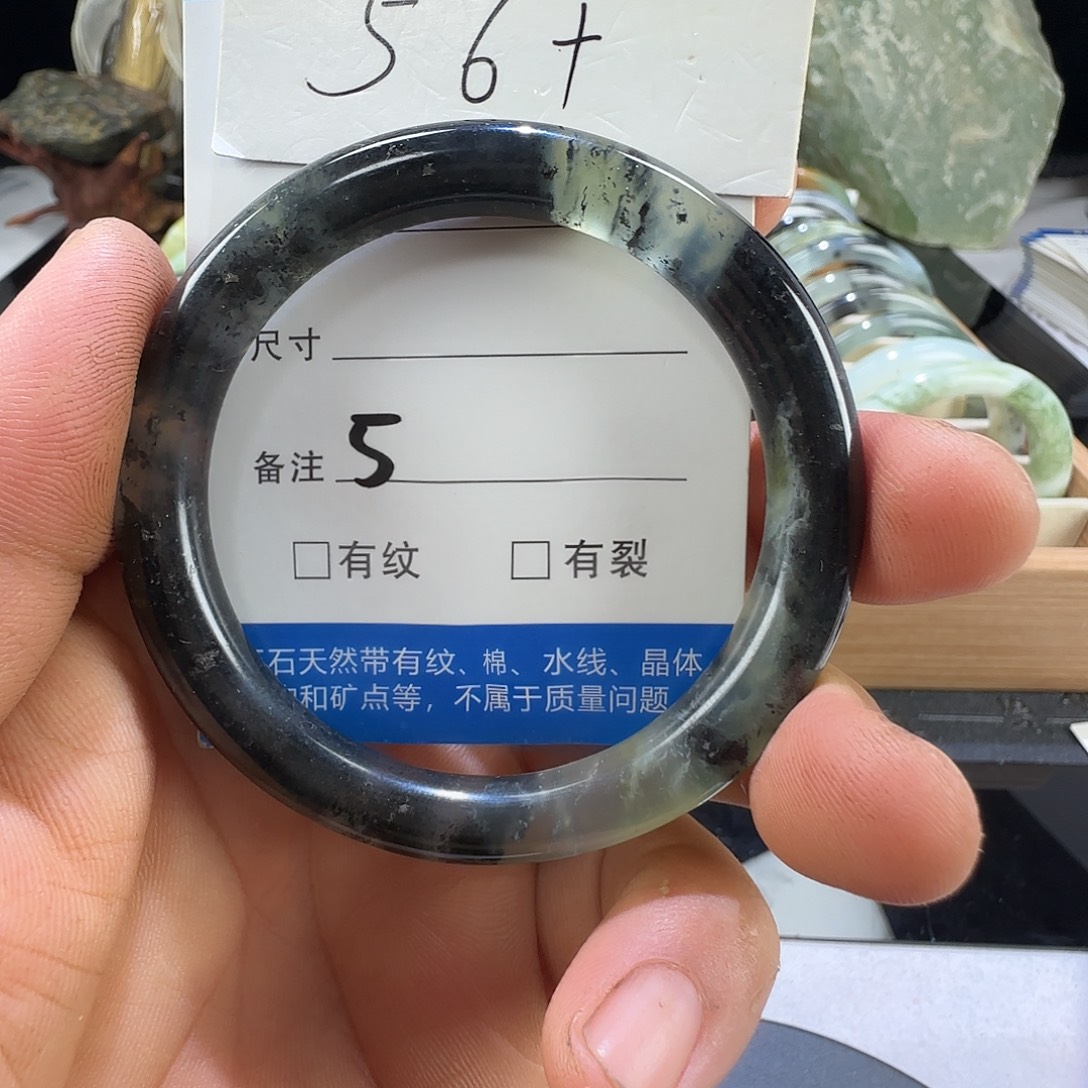 56+
尺寸
备注 5
□有纹 □有裂
石天然带有纹、棉、水线、晶体
和矿点等，不属于质量问题